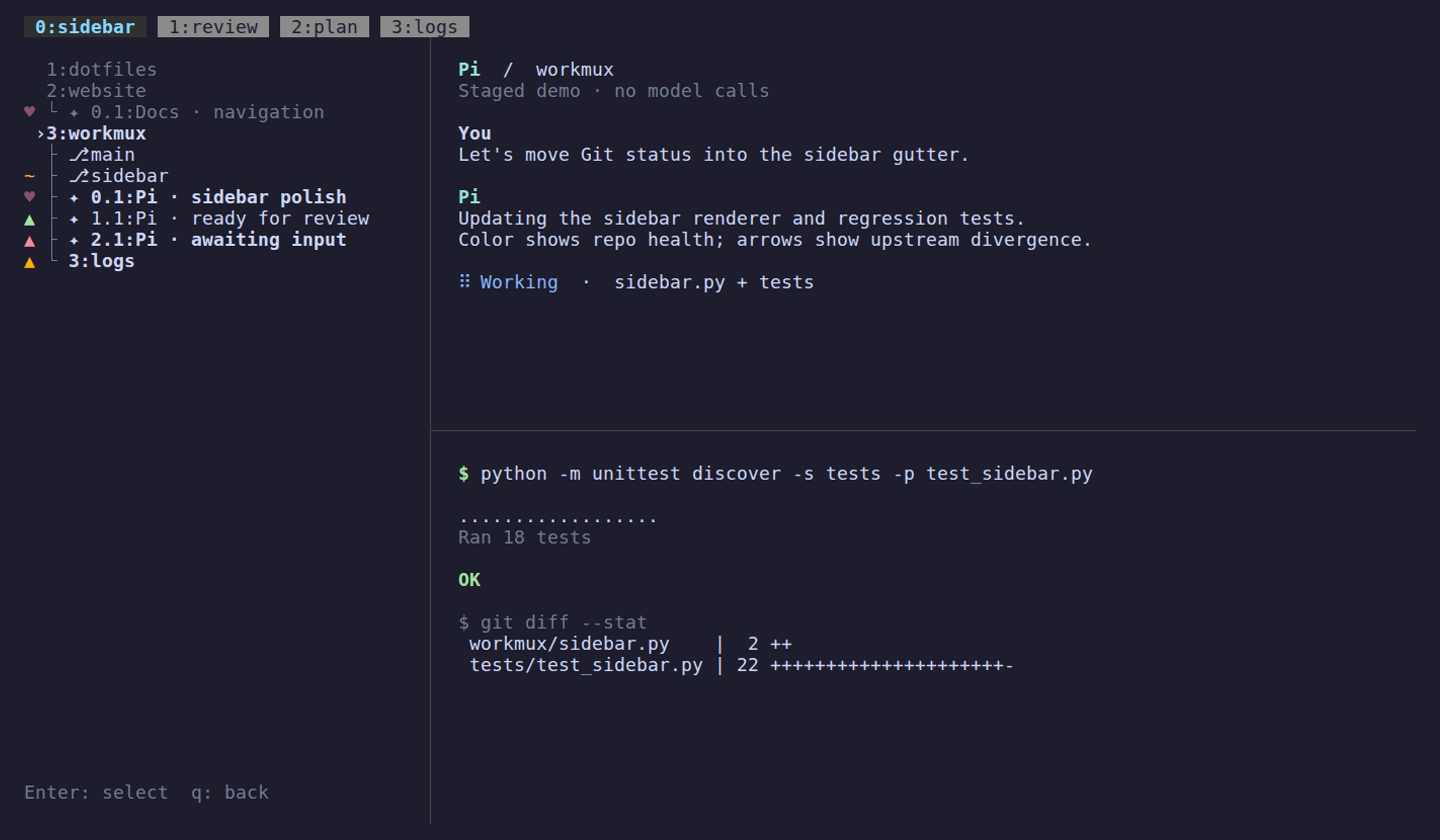 0:sidebar 1:review 2:plan 3:logs
1:dotfiles
2:website
♥ └ ✦ 0.1:Docs · navigation
›3:workmux
├ ⎇main
~ ├ ⎇sidebar
♥ ├ ✦ 0.1:Pi · sidebar polish
▲ ├ ✦ 1.1:Pi · ready for review
▲ ├ ✦ 2.1:Pi · awaiting input
▲ └ 3:logs
Enter: select  q: back
Pi  /  workmux
Staged demo · no model calls
You
Let's move Git status into the sidebar gutter.
Pi
Updating the sidebar renderer and regression tests.
Color shows repo health; arrows show upstream divergence.
⠿ Working  ·  sidebar.py + tests
$ python -m unittest discover -s tests -p test_sidebar.py
..................
Ran 18 tests
OK
$ git diff --stat
workmux/sidebar.py    |  2 ++
tests/test_sidebar.py | 22 +++++++++++++++++++++-